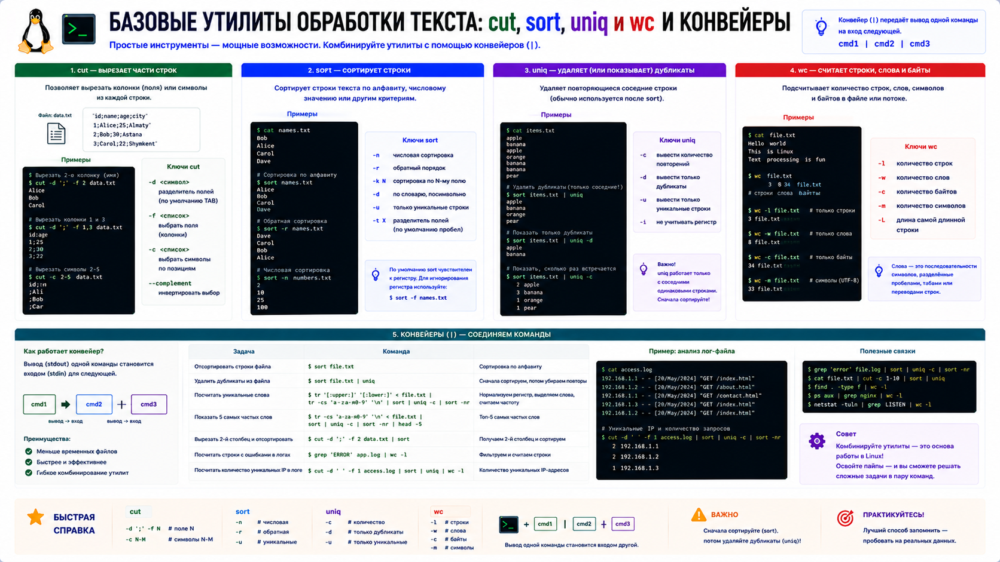 БАЗОВЫЕ УТИЛИТЫ ОБРАБОТКИ ТЕКСТА: cut, sort, uniq и wc И КОНВЕЙЕРЫ
Простые инструменты — мощные возможности. Комбинируйте утилиты с помощью конвейеров (|).
Конвейер (|) передаёт вывод одной команды
на вход следующей.
cmd1 | cmd2 | cmd3
1. cut — ВЫРЕЗАЕТ ЧАСТИ СТРОК
Позволяет вырезать колонки (поля) или символы
из каждой строки.
Файл: data.txt
"id;name;age;city"
1;Alice;25;Almaty"
2;Bob;30;Astana
3;Carol;22;Shymkent"
Примеры
$ Вырезать 2-ю колонку (имя)
$ cut -d ';' -f 2 data.txt
Alice
Bob
Carol
# Вырезать колонки 1 и 3
$ cut -d ';' -f 1,3 data.txt
id:age
1;25
2;30
3;22
# Вырезать символы 2-5
$ cut -c 2-5 data.txt
;Ali
;Bob
;Car
Ключи cut
-d <символ>
разделитель полей
(по умолчанию TAB)
-f <список>
выбрать поля
(колонки)
-c <список>
выбрать символы
по позициям
--complement
инвертировать выбор
2. SOFT — СОРТИРУЕТ СТРОКИ
Сортирует строки текста по алфавиту, числовому
значению или другим критериям.
Примеры
$ cat names.txt
Bob
Alice
Carol
Dave
# Сортировка по алфавиту
$ sort names.txt
Alice
Bob
Carol
Dave
# Обратная сортировка
$ sort -r names.txt
Dave
Carol
Bob
Alice
# Числовая сортировка
$ sort -n numbers.txt
2
10
25
100
Ключи sort
-n числовая сортировка
-r обратный порядок
-k N сортировка по N-му полю
-d по словарю, посимвольно
-u только уникальные строки
-t X разделитель полей
(по умолчанию пробел)
По умолчанию sort чувствителен
к регистру. Для игнорирования
регистра используйте:
$ sort -f names.txt
3. uniq — УДАЛЯЕТ (ИЛИ ПОКАЗЫВАЕТ) ДУБЛИКАТЫ
Удаляет повторяющиеся соседние строки
(обычно используется после sort).
Примеры
$ cat items.txt
apple
banana
apple
orange
banana
banana
pear
# Удалить дубликаты (только соседние!)
$ sort items.txt | uniq
apple
banana
orange
pear
# Показать только дубликаты
$ sort items.txt | uniq -d
apple
banana
# Показать, сколько раз встречается
$ sort items.txt | uniq -c
2 apple
3 banana
1 orange
1 pear
Ключи uniq
-c вывести количество
повторений
-d вывести только
дубликаты
-u вывести только
уникальные строки
-i не учитывать регистр
Важно!
uniq работает только
с соседними
одинаковыми строками.
Сначала сортируйте!
4. wc — СЧИТАЕТ СТРОКИ, СЛОВА И БАЙТЫ
Подсчитывает количество строк, слов, символов
и байтов в файле или потоке.
Примеры
$ cat file.txt
Hello world
This is Linux
Text processing is fun
$ wc file.txt
3 8 34 file.txt
# строки слова
$ wc -l file.txt # только строки
3 file.txt
$ wc -w file.txt # только слова
8 file.txt
$ wc -c file.txt # только байты
34 file.txt
$ wc -m file.txt # символы (UTF-8)
33 file.txt
Ключи wc
-l количество строк
-w количество слов
-c количество байтов
-m количество символов
-L длина самой длинной
строки
Слова — это последовательности
символов, разделённые
пробелами, табами или
переводами строк.
5. КОНВЕЙЕРЫ (|) — СОЕДИНЯЕМ КОМАНДЫ
Как работает конвейер?
Вывод (stdout) одной команды становится
входом (stdin) для следующей.
cmd1 cmd2 + cmd3
вывод → вход вывод → вход
Преимущества:
Меньше временных файлов
Быстрее и эффективнее
Гибкое комбинирование утилит
Задача Команда
Отсортировать строки файла $ sort file.txt Сортировка по алфавиту
Удалить дубликаты из файла $ sort file.txt | uniq Сначала сортируем, потом убираем повторы
Посчитать уникальные слова $ tr '[:upper:]' '[:lower:]' < file.txt | Нормализуем регистр, выделяем слова,
tr -cs 'a-zа-я0-9' '\n' | sort | uniq -c | sort -nr считаем частоту
Показать 5 самых частых слов $ tr -cs 'a-zа-я0-9' '\n' < file.txt | Топ-5 самых частых слов
sort | uniq -c | sort -nr | head -5
Вырезать 2-й столбец и отсортировать $ cut -d ';' -f 2 data.txt | sort Получаем 2-й столбец и сортируем
Посчитать строки с ошибками в логах $ grep 'ERROR' app.log | wc -l Фильтруем и считаем строки
Посчитать количество уникальных IP в логе $ cut -d ' ' -f 1 access.log | sort | uniq | wc -l Количество уникальных IP-адресов
Пример: анализ лог-файла
$ cat access.log
192.168.1.1 - - [20/May/2024] "GET /index.html"
192.168.1.2 - - [20/May/2024] "GET /about.html"
192.168.1.1 - - [20/May/2024] "GET /contact.html"
192.168.1.3 - - [20/May/2024] "GET /index.html"
192.168.1.2 - - [20/May/2024] "GET /index.html"
# Уникальные IP и количество запросов
$ cut -d ' ' -f 1 access.log | sort | uniq -c | sort -nr
2 192.168.1.1
2 192.168.1.2
1 192.168.1.3
Полезные связки
$ grep 'error' file.log | sort | uniq -c | sort -nr
$ cat file.txt | cut -c 1-10 | sort | uniq
$ find . -type f | wc -l
$ ps aux | grep nginx | wc -l
$ netstat -tuln | grep LISTEN | wc -l
Совет
Комбинируйте утилиты — это основа
работы в Linux!
Освойте пайпы — и вы сможете решать
сложные задачи в пару команд.
БЫСТРАЯ
СПРАВКА
cut
-d ';' -f N # поле N
-c N-M # символы N-M
sort
-n # числовая
-r # обратная
-u # уникальные
uniq
-c # количество
-d # только дубликаты
-u # только уникальные
wc
-l # строки
-w # слова
-c # байты
-m # символы
>_ + cmd1 | cmd2 + cmd3
Вывод одной команды становится входом другой.
ВАЖНО
Сначала сортируйте (sort),
потом удаляйте дубликаты (uniq)!
ПРАКТИКУЙТЕСЬ!
Лучший способ запомнить —
пробовать на реальных данных.